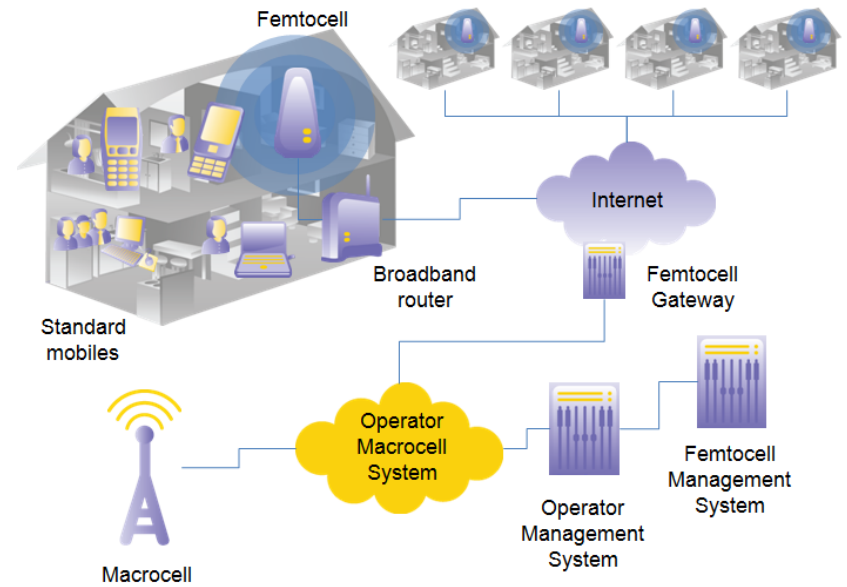 Femtocell
Internet
Broadband
router
Femtocell
Gateway
Standard
mobiles
Operator
Macrocell
System
Femtocell
Management
System
Operator
Management
System
Macrocell